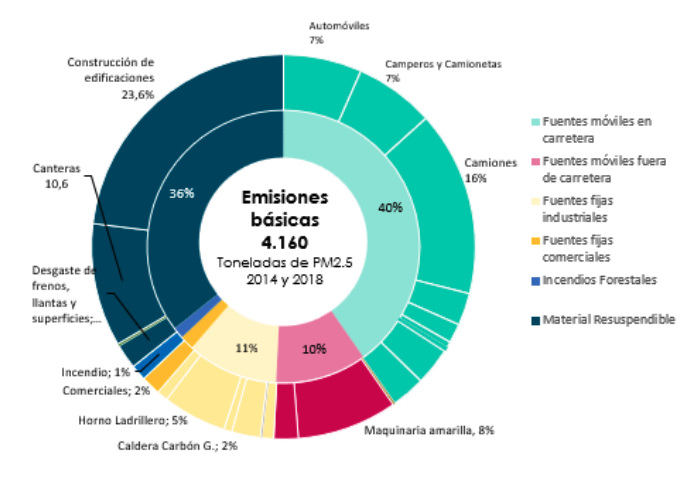 Automóviles
7%
Construcción de
edificaciones
23,6%
Camperos y Camionetas
7%
Canteras
10,6
Camiones
16%
36%
40%
Emisiones
básicas
4.160
Toneladas de PM2.5
2014 y 2018
Desgaste de
frenos,
llantas y
superficies;...
11%
10%
Incendio; 1%
Comerciales; 2%
Horno Ladrillero; 5%
Caldera Carbón G.; 2%
Maquinaria amarilla, 8%
Fuentes móviles en
carretera
Fuentes móviles fuera
de carretera
Fuentes fijas
industriales
Fuentes fijas
comerciales
Incendios Forestales
Material Resuspendible